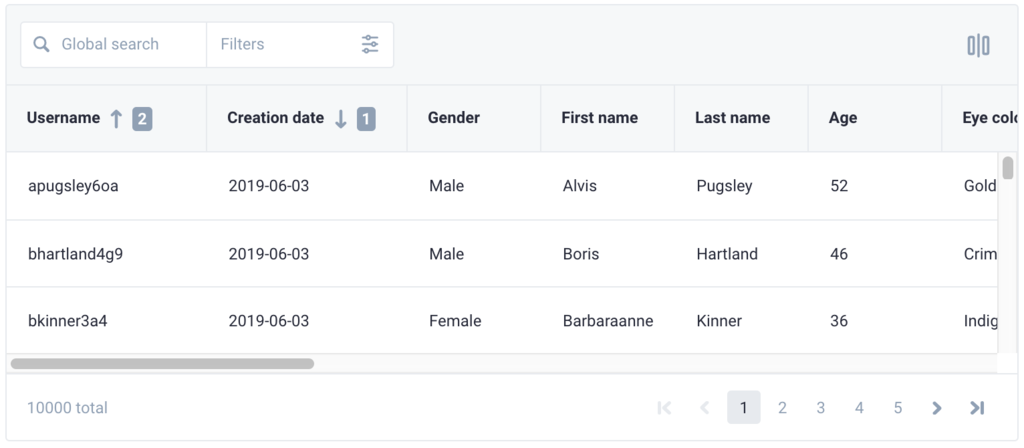 Global search Filters
Username 2 Creation date 1 Gender First name Last name Age Eye colo
apugsley6oa 2019-06-03 Male Alvis Pugsley 52 Gold
bhartland4g9 2019-06-03 Male Boris Hartland 46 Crim
bkinner3a4 2019-06-03 Female Barbaraanne Kinner 36 Indig
10000 total 1 2 3 4 5